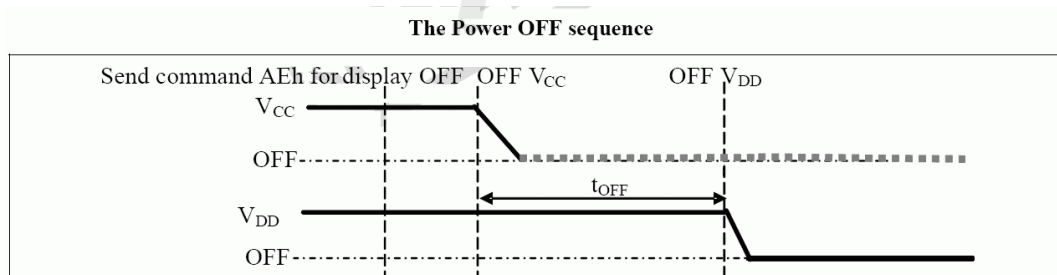 The Power OFF sequence
Send command AEh for display OFF OFF VCC OFF VDD
VCC
OFF
tOFF
VDD
OFF